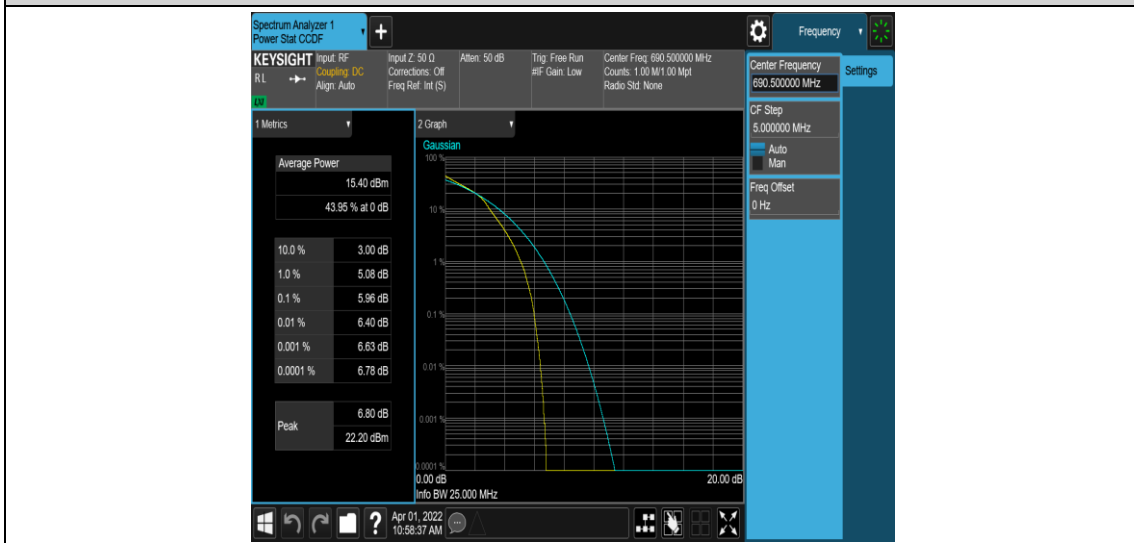 Spectrum Analyzer 1
Power Stat CCDF
+
Frequency
KEYSIGHT
RL
LXI
Input: RF
Coupling: DC
Align: Auto
Input Z: 50 Ω
Corrections: Off
Freq Ref: Int (S)
Atten: 50 dB
Trig: Free Run
#IF Gain: Low
Center Freq: 690.500000 MHz
Counts: 1.00 M/1.00 Mpt
Radio Std: None
Center Frequency
690.500000 MHz
Settings
CF Step
5.000000 MHz
Auto
Man
Freq Offset
0 Hz
1 Metrics
Average Power
15.40 dBm
43.95 % at 0 dB
10.0 % 3.00 dB
1.0 % 5.08 dB
0.1 % 5.96 dB
0.01 % 6.40 dB
0.001 % 6.63 dB
0.0001 % 6.78 dB
Peak 6.80 dB
22.20 dBm
2 Graph
Gaussian
100 %
10 %
1 %
0.1 %
0.01 %
0.001 %
0.0001 %
0.00 dB 20.00 dB
Info BW 25.000 MHz
?
Apr 01, 2022
10:58:37 AM